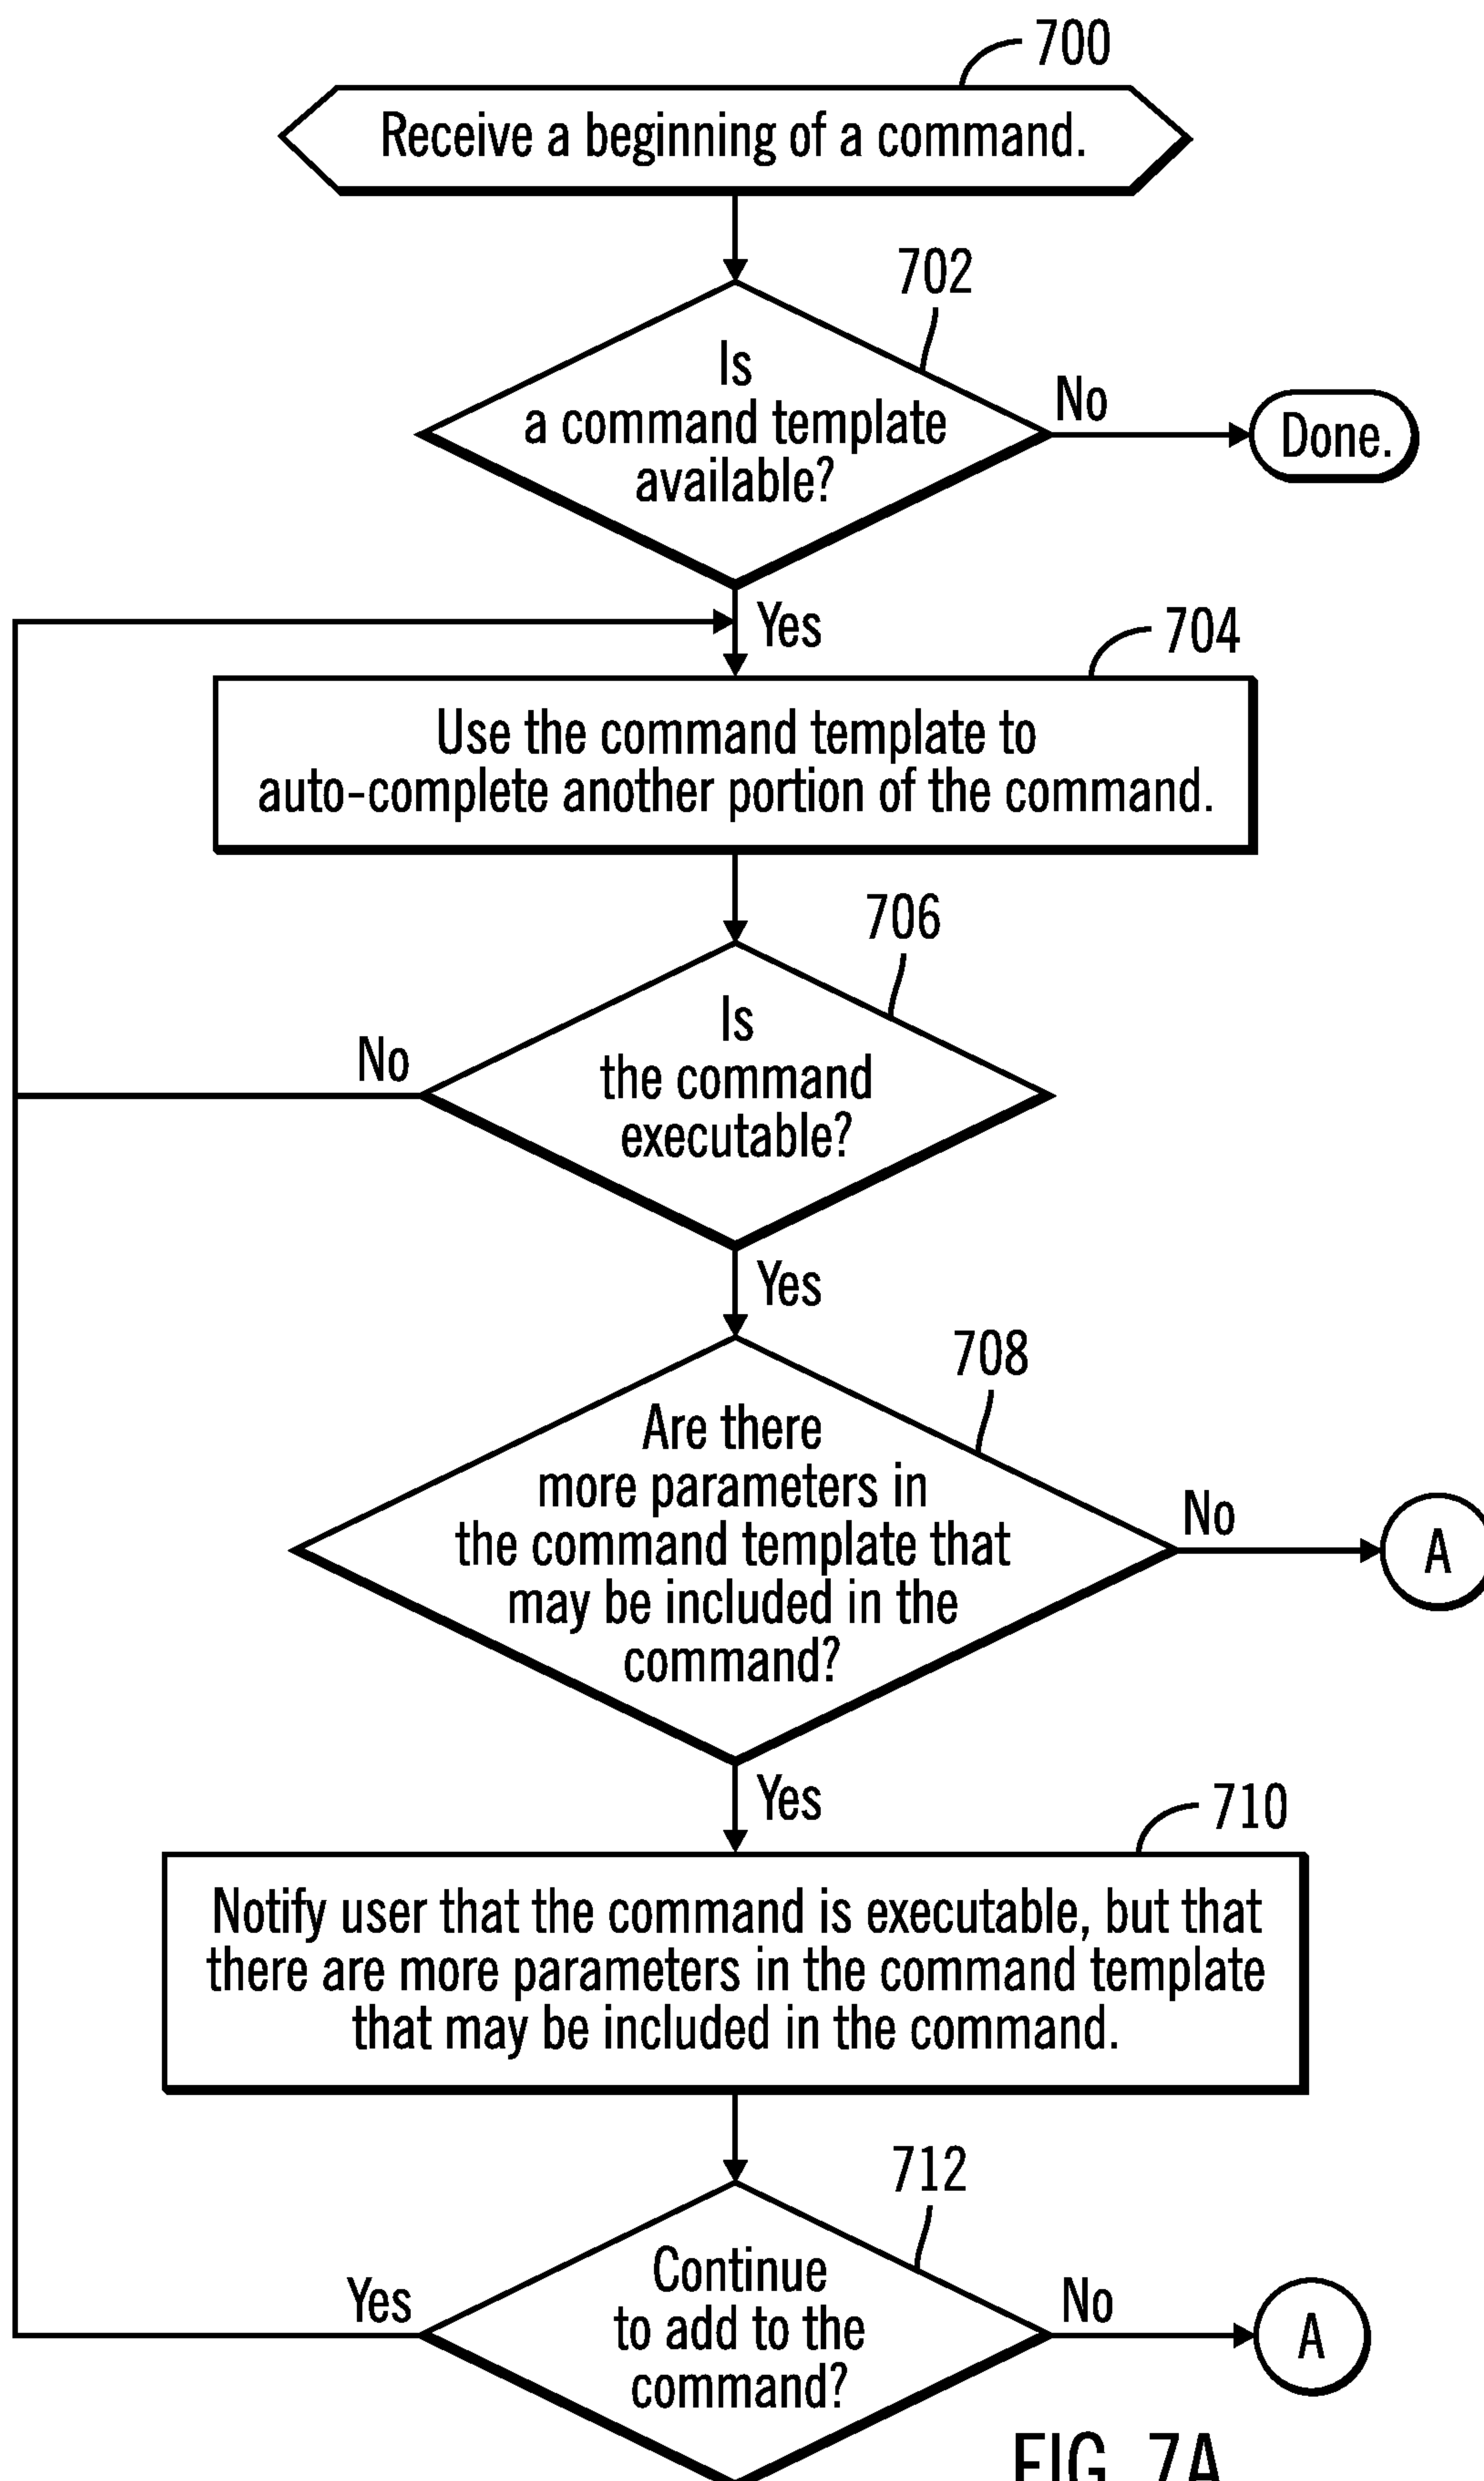 700
Receive a beginning of a command.
702
Is
a command template
available?
No
Done.
Yes
704
Use the command template to
auto-complete another portion of the command.
706
Is
the command
executable?
No
Yes
708
Are there
more parameters in
the command template that
may be included in the
command?
No
A
Yes
710
Notify user that the command is executable, but that
there are more parameters in the command template
that may be included in the command.
712
Continue
to add to the
command?
Yes
No
A
FIG. 7A